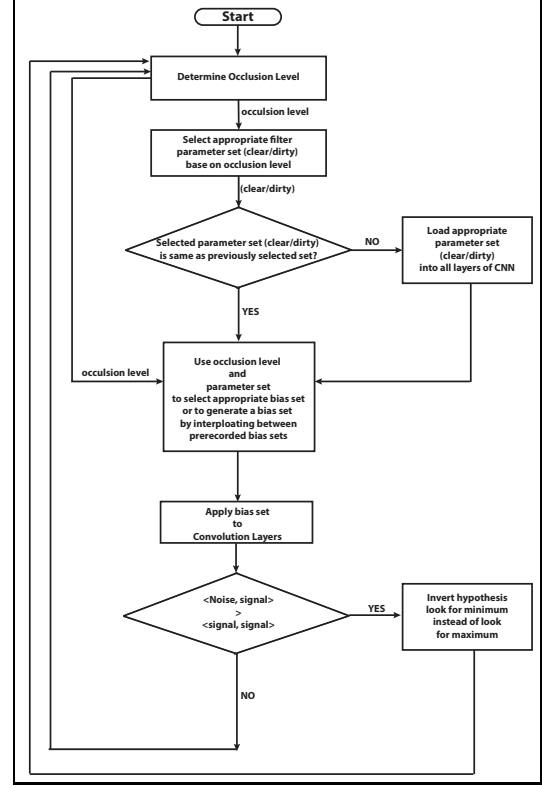 Start
Determine Occlusion Level
occulsion level
Select appropriate filter
parameter set (clear/dirty)
base on occlusion level
(clear/dirty)
Selected parameter set (clear/dirty)
is same as previously selected set?
NO
Load appropriate
parameter set
(clear/dirty)
into all layers of CNN
YES
occulsion level
Use occlusion level
and
parameter set
to select appropriate bias set
or to generate a bias set
by interploating between
prerecorded bias sets
Apply bias set
to
Convolution Layers
<Noise, signal>
>
<signal, signal>
YES
Invert hypothesis
look for minimum
instead of look
for maximum
NO